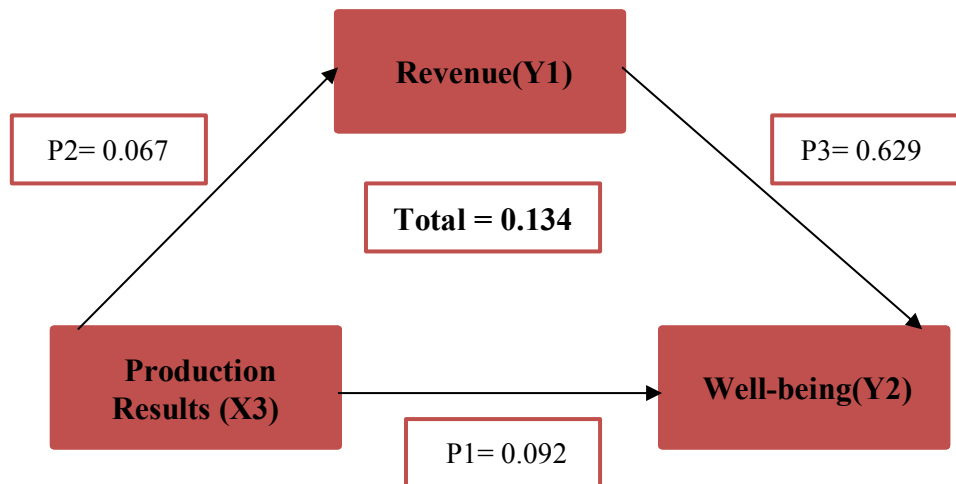 Revenue(Y1)
P2= 0.067
P3= 0.629
Total = 0.134
Production
Results (X3)
Well-being(Y2)
P1= 0.092